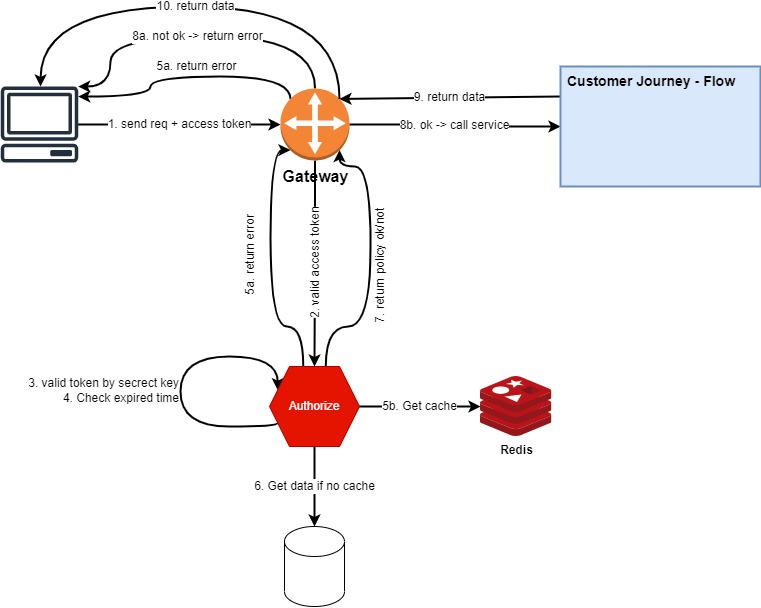 10. return data
8a. not ok -> return error
5a. return error
Customer Journey - Flow
9. return data
1. send req + access token
8b. ok -> call service
Gateway
5a. return error
2. valid access token
7. return policy ok/not
3. valid token by secrect key
4. Check expired time
Authorize
5b. Get cache
Redis
6. Get data if no cache